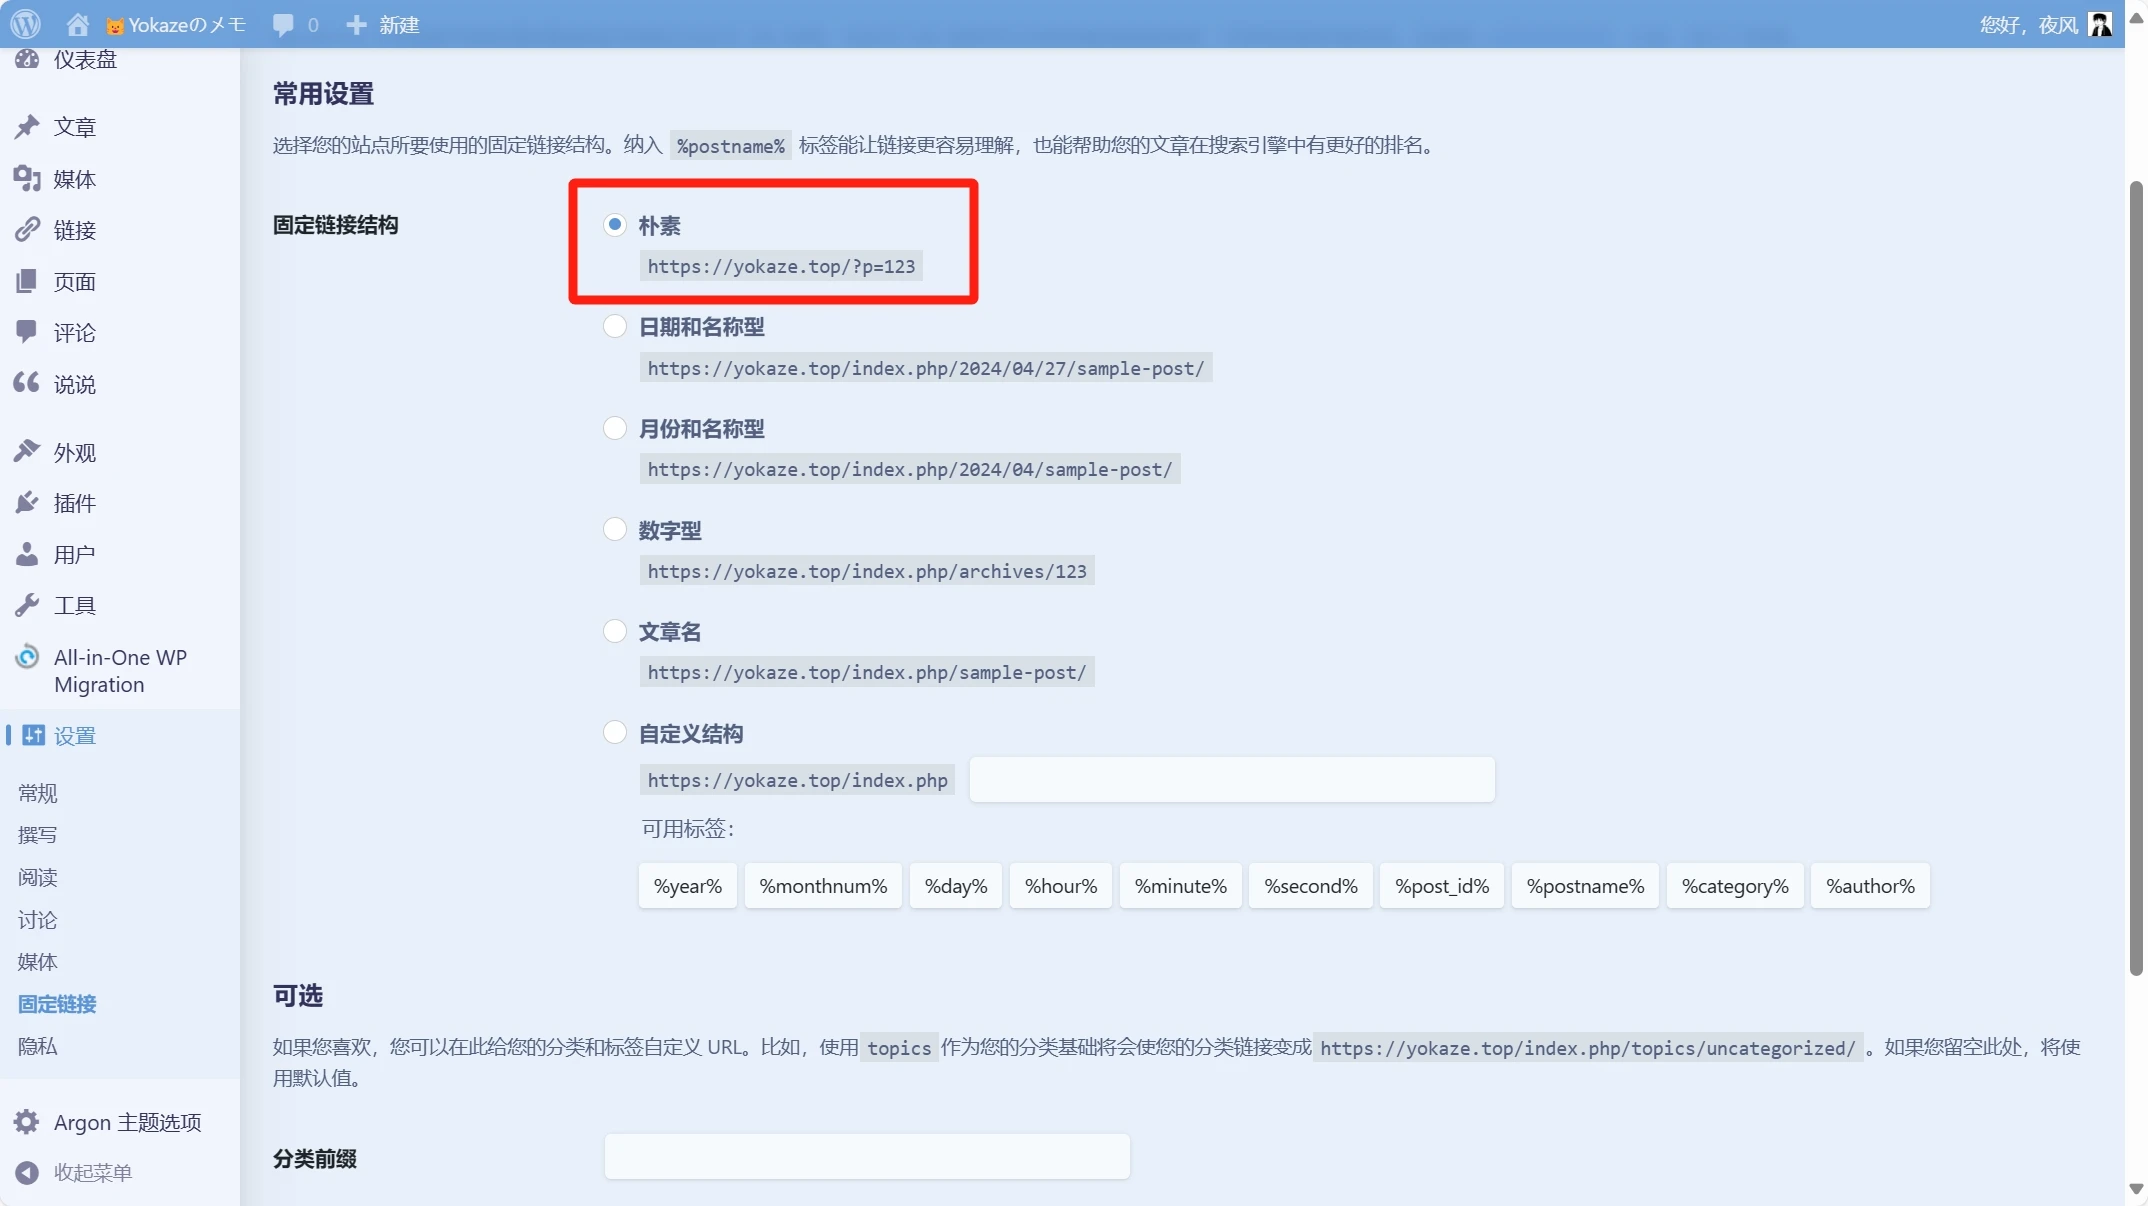 Yokazeのメモ
0
新建
您好，夜风
仪表盘
文章
媒体
链接
页面
评论
说说
外观
插件
用户
工具
All-in-One WP
Migration
设置
常规
撰写
阅读
讨论
媒体
固定链接
隐私
Argon 主题选项
收起菜单
常用设置
选择您的站点所要使用的固定链接结构。纳入 %postname% 标签能让链接更容易理解，也能帮助您的文章在搜索引擎中有更好的排名。
固定链接结构
朴素
https://yokaze.top/?p=123
日期和名称型
https://yokaze.top/index.php/2024/04/27/sample-post/
月份和名称型
https://yokaze.top/index.php/2024/04/sample-post/
数字型
https://yokaze.top/index.php/archives/123
文章名
https://yokaze.top/index.php/sample-post/
自定义结构
https://yokaze.top/index.php
可用标签：
%year% %monthnum% %day% %hour% %minute% %second% %post_id% %postname% %category% %author%
可选
如果您喜欢，您可以在此给您的分类和标签自定义 URL。比如，使用 topics 作为您的分类基础将会使您的分类链接变成 https://yokaze.top/index.php/topics/uncategorized/ 。如果您留空此处，将使
用默认值。
分类前缀